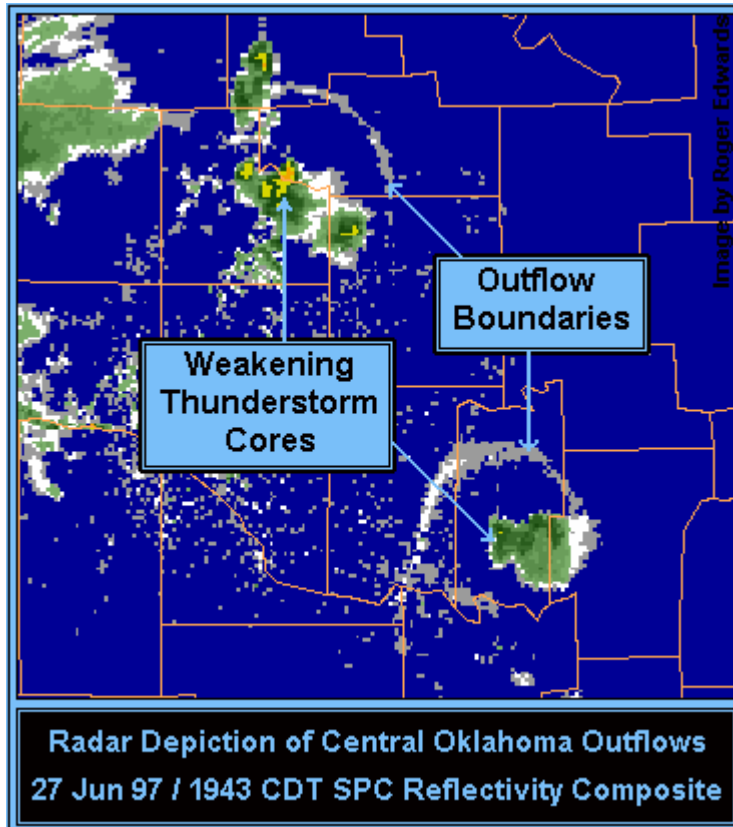 Image by Roger Edwards
Outflow
Boundaries
Weakening
Thunderstorm
Cores
Radar Depiction of Central Oklahoma Outflows
27 Jun 97 / 1943 CDT SPC Reflectivity Composite